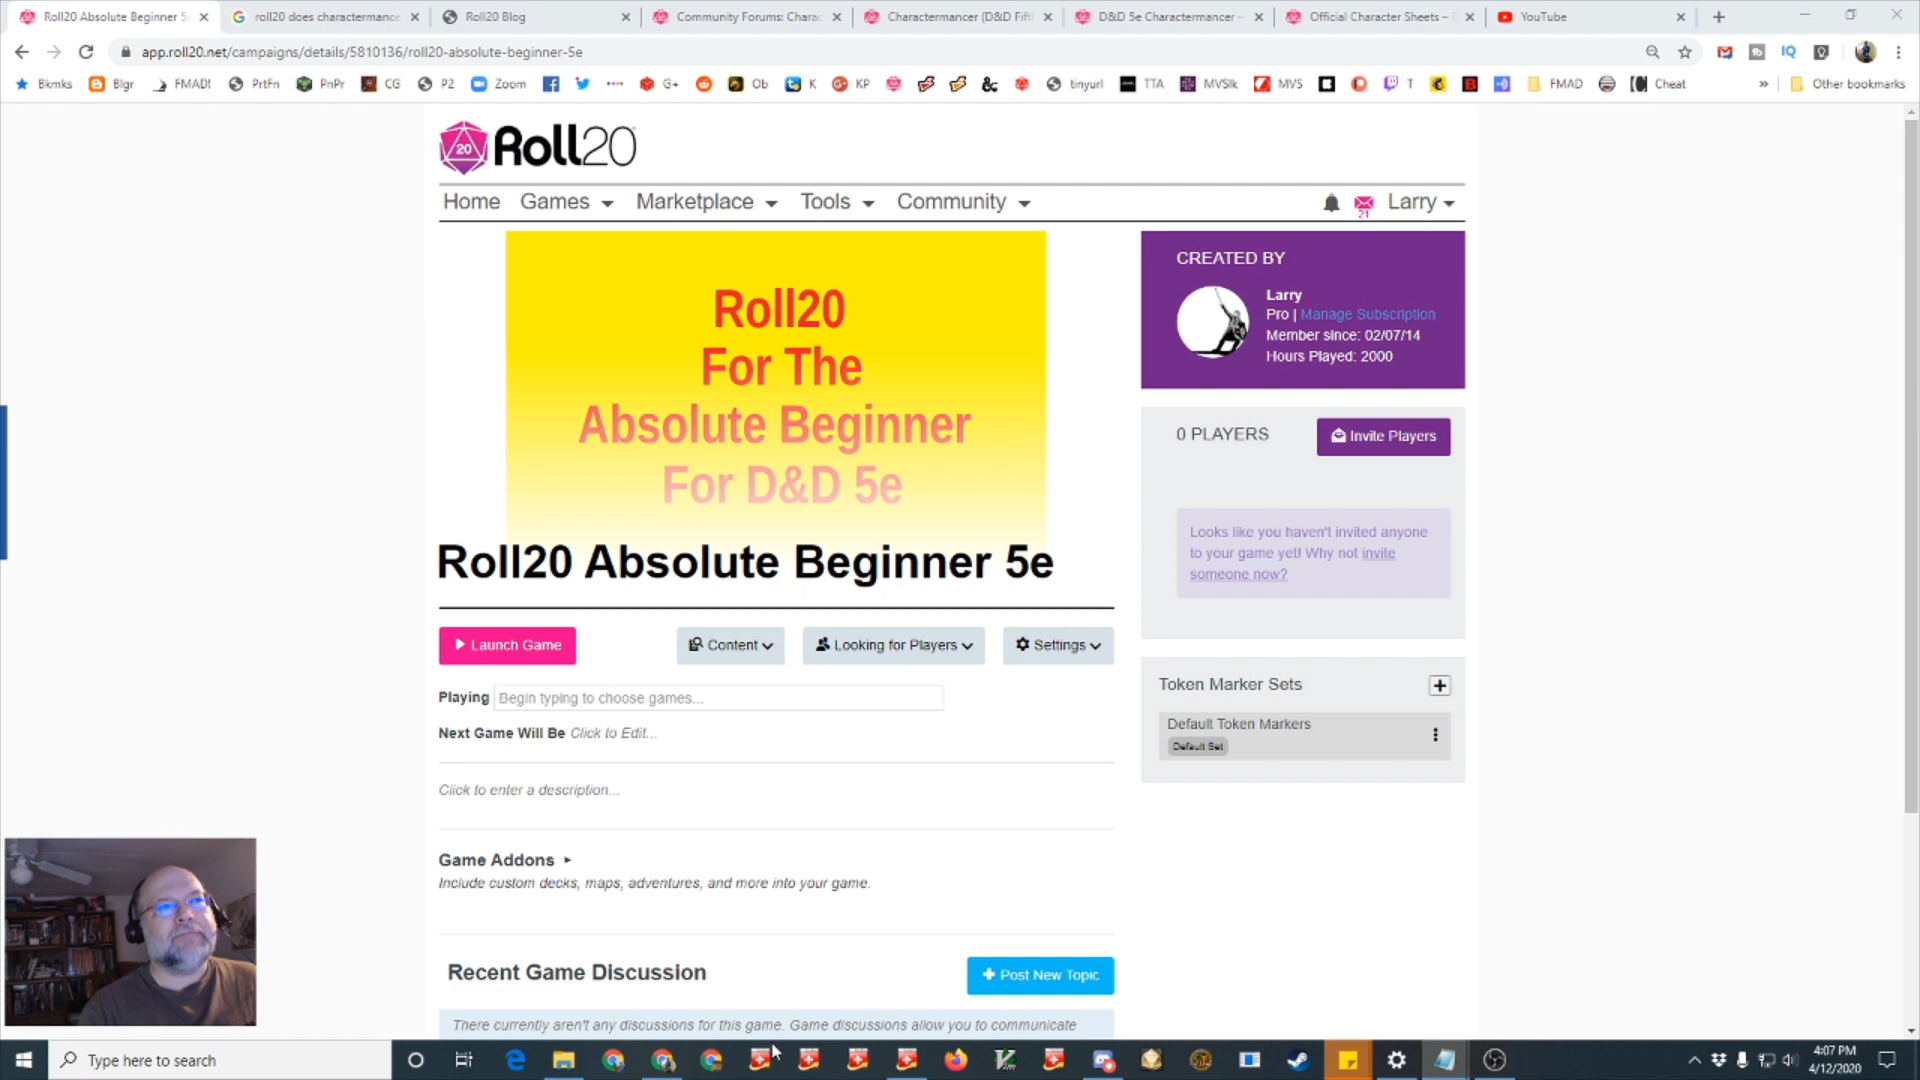 Roll20 Absolute Beginner 5e
roll20 does charactermance
Roll20 Blog
Community Forums: Charac
Charactermancer (D&D Fift
D&D 5e Charactermancer –
Official Character Sheets –
YouTube
app.roll20.net/campaigns/details/5810136/roll20-absolute-beginner-5e
Bkmks
Blgr
FMAD!
PrtFn
PnPr
CG
P2
Zoom
G+
Ob
K
KP
tinyurl
TTA
MVSlk
MVS
T
FMAD
Cheat
Other bookmarks
20 Roll20
Home Games Marketplace Tools Community
21
Larry
Roll20
For The
Absolute Beginner
For D&D 5e
CREATED BY
Larry
Pro | Manage Subscription
Member since: 02/07/14
Hours Played: 2000
0 PLAYERS
Invite Players
Looks like you haven't invited anyone
to your game yet! Why not invite
someone now?
Roll20 Absolute Beginner 5e
Launch Game
Content
Looking for Players
Settings
Playing Begin typing to choose games...
Next Game Will Be Click to Edit...
Click to enter a description...
Token Marker Sets
Default Token Markers
Default Set
Game Addons
Include custom decks, maps, adventures, and more into your game.
Recent Game Discussion
Post New Topic
There currently aren't any discussions for this game. Game discussions allow you to communicate
Type here to search
4:07 PM
4/12/2020